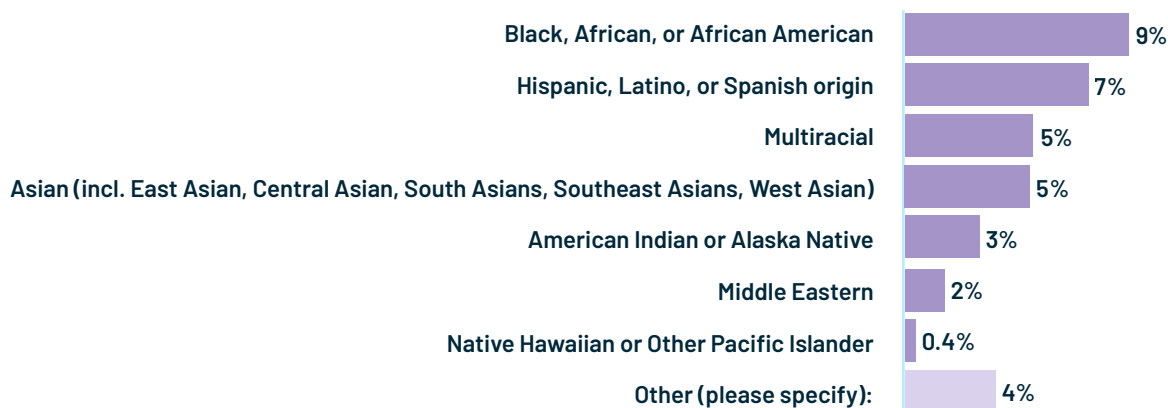 Black, African, or African American 9%
Hispanic, Latino, or Spanish origin 7%
Multiracial 5%
Asian (incl. East Asian, Central Asian, South Asians, Southeast Asians, West Asian) 5%
American Indian or Alaska Native 3%
Middle Eastern 2%
Native Hawaiian or Other Pacific Islander 0.4%
Other (please specify): 4%